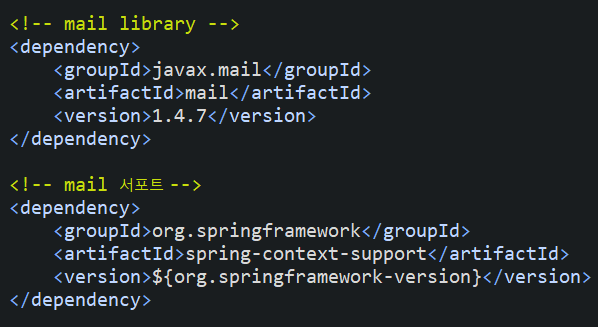 <!-- mail library -->
<dependency>
    <groupId>javax.mail</groupId>
    <artifactId>mail</artifactId>
    <version>1.4.7</version>
</dependency>

<!-- mail 서포트 -->
<dependency>
    <groupId>org.springframework</groupId>
    <artifactId>spring-context-support</artifactId>
    <version>${org.springframework-version}</version>
</dependency>